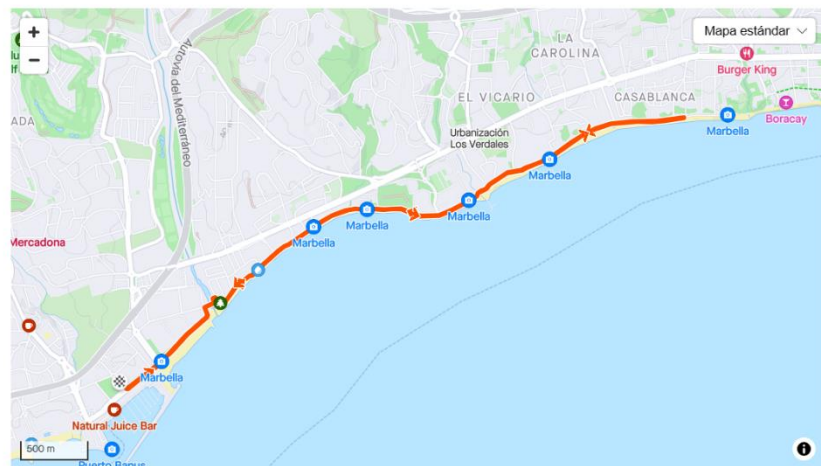 +
−
Mapa estándar
LA
CAROLINA
Burger King
EL VICARIO
CASABLANCA
Boracay
Marbella
Autovía del Mediterráneo
Urbanización
Los Verdales
Marbella
Marbella
Marbella
Marbella
Mercadona
Marbella
Natural Juice Bar
500 m
Puerto Banus